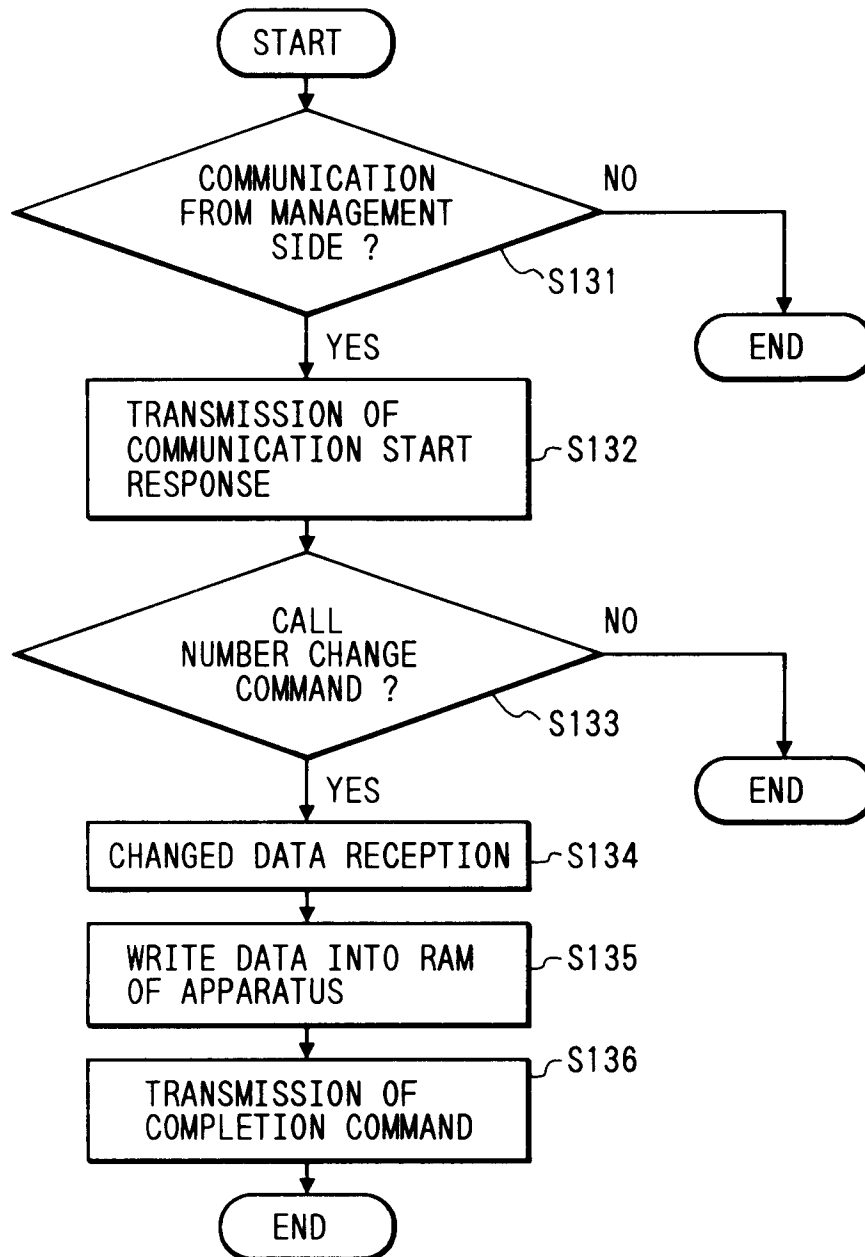 START
COMMUNICATION
FROM MANAGEMENT
SIDE ?
NO
S131
END
YES
TRANSMISSION OF
COMMUNICATION START
RESPONSE
S132
CALL
NUMBER CHANGE
COMMAND ?
NO
S133
END
YES
CHANGED DATA RECEPTION
S134
WRITE DATA INTO RAM
OF APPARATUS
S135
TRANSMISSION OF
COMPLETION COMMAND
S136
END